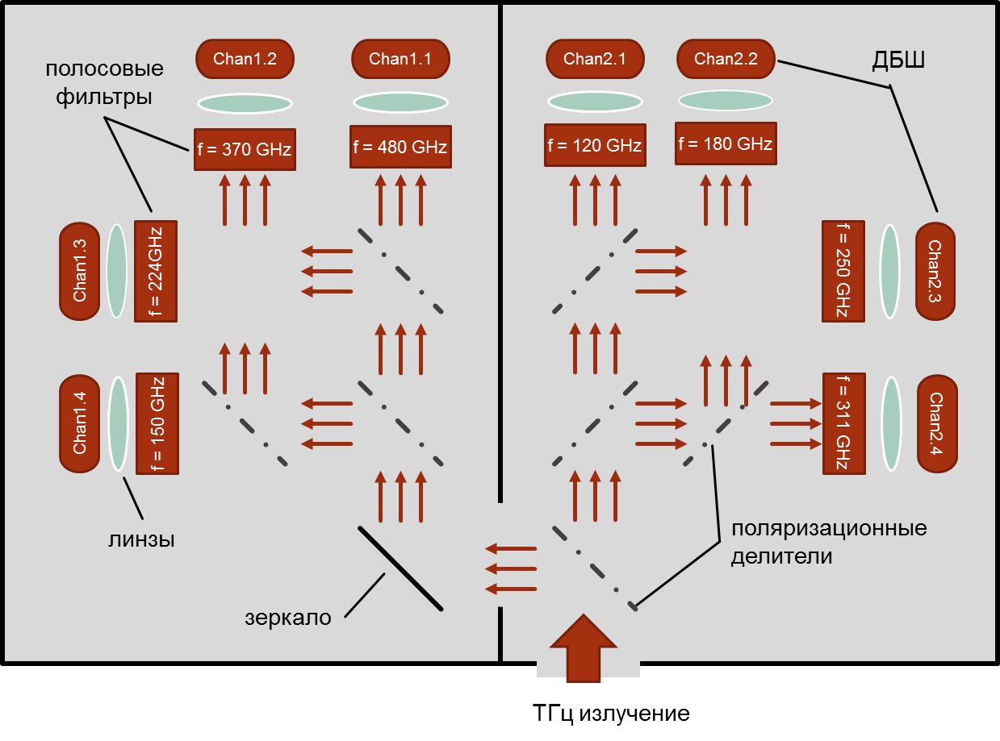 полосовые
фильтры
Chan1.2
Chan1.1
Chan2.1
Chan2.2
ДБШ
f = 370 GHz
f = 480 GHz
f = 120 GHz
f = 180 GHz
Chan1.3
f = 224GHz
f = 250 GHz
Chan2.3
Chan1.4
f = 150 GHz
f = 311 GHz
Chan2.4
линзы
поляризационные
делители
зеркало
ТГц излучение